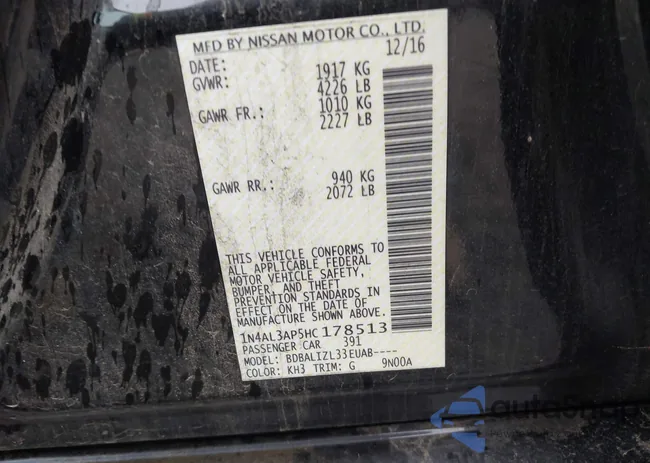 MFD BY NISSAN MOTOR CO., LTD.
DATE: 12/16
GVWR: 1917 KG
4226 LB
GAWR FR.: 1010 KG
2227 LB
GAWR RR.: 940 KG
2072 LB
THIS VEHICLE CONFORMS TO
ALL APPLICABLE FEDERAL
MOTOR VEHICLE SAFETY,
BUMPER, AND THEFT
PREVENTION STANDARDS IN
EFFECT ON THE DATE OF
MANUFACTURE SHOWN ABOVE.
1N4AL3AP5HC178513
PASSENGER CAR 391
MODEL: BDBALIZL33EUAB----
COLOR: KH3 TRIM: G 9N00A